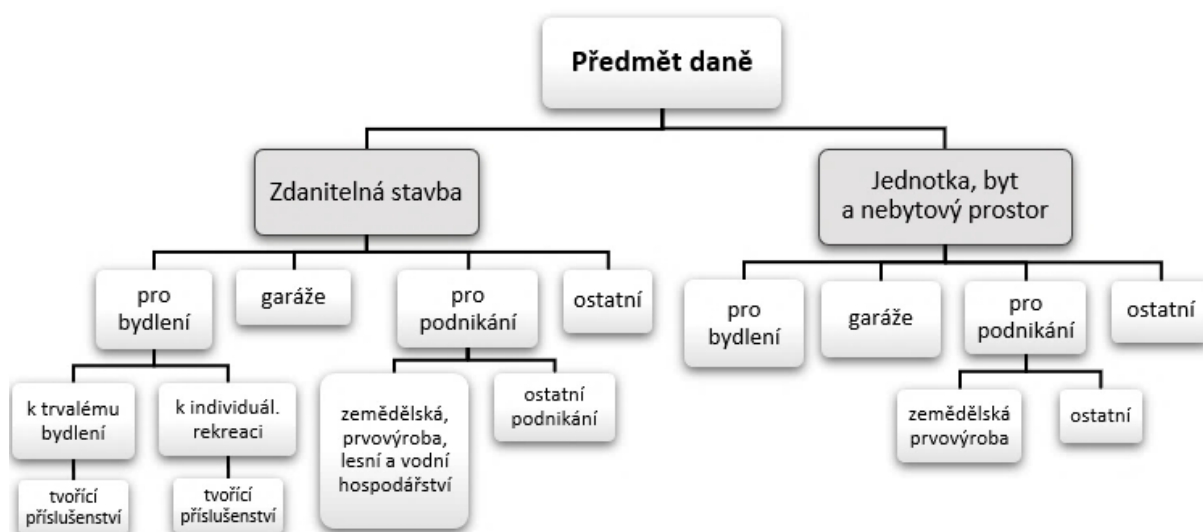 Předmět daně
Zdanitelná stavba
Jednotka, byt
a nebytový prostor
pro
bydlení
garáže
pro
podnikání
ostatní
pro
bydlení
garáže
pro
podnikání
ostatní
k trvalému
bydlení
k individuál.
rekreaci
zemědělská,
prvovýroba,
lesní a vodní
hospodářství
ostatní
podnikání
zemědělská
prvovýroba
ostatní
tvořící
příslušenství
tvořící
příslušenství